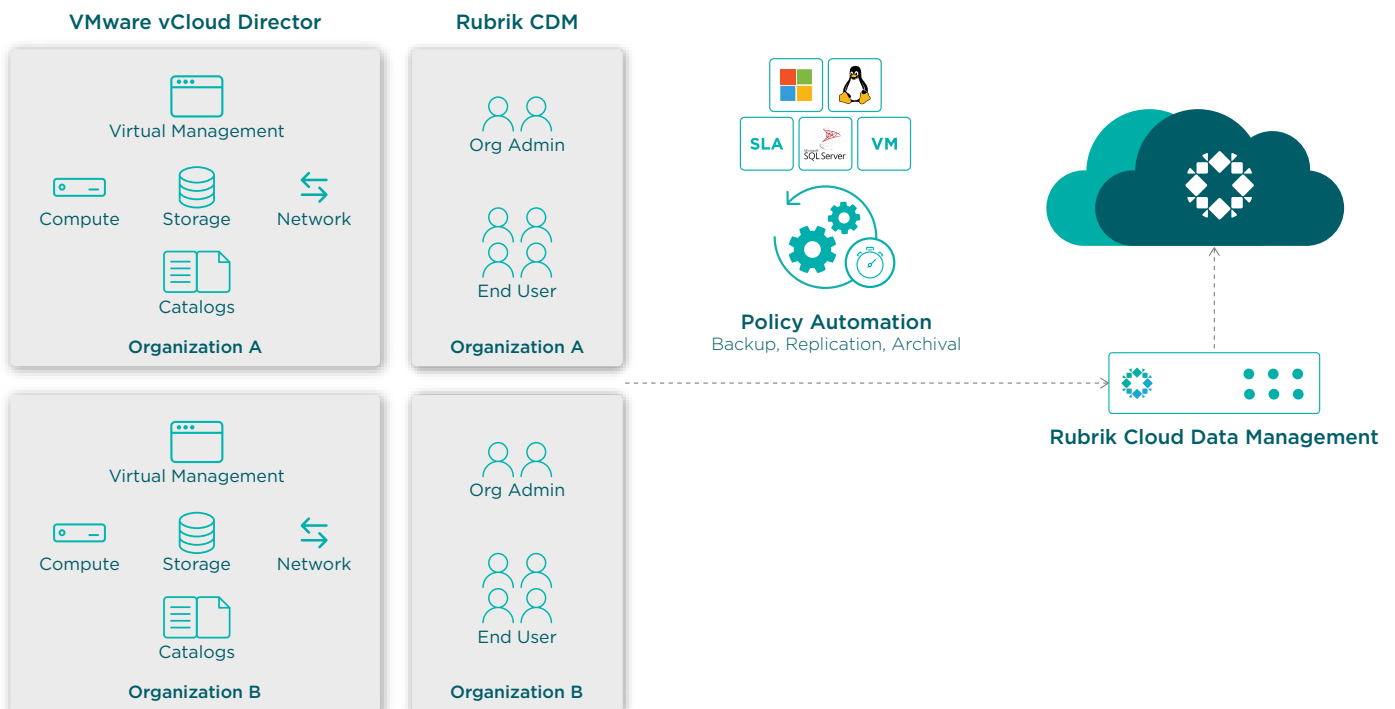 VMware vCloud Director
Rubrik CDM
Virtual Management
Compute
Storage
Network
Catalogs
Organization A
Org Admin
End User
Organization A
SLA
Microsoft
SQL Server
VM
Policy Automation
Backup, Replication, Archival
Rubrik Cloud Data Management
Virtual Management
Compute
Storage
Network
Catalogs
Organization B
Org Admin
End User
Organization B